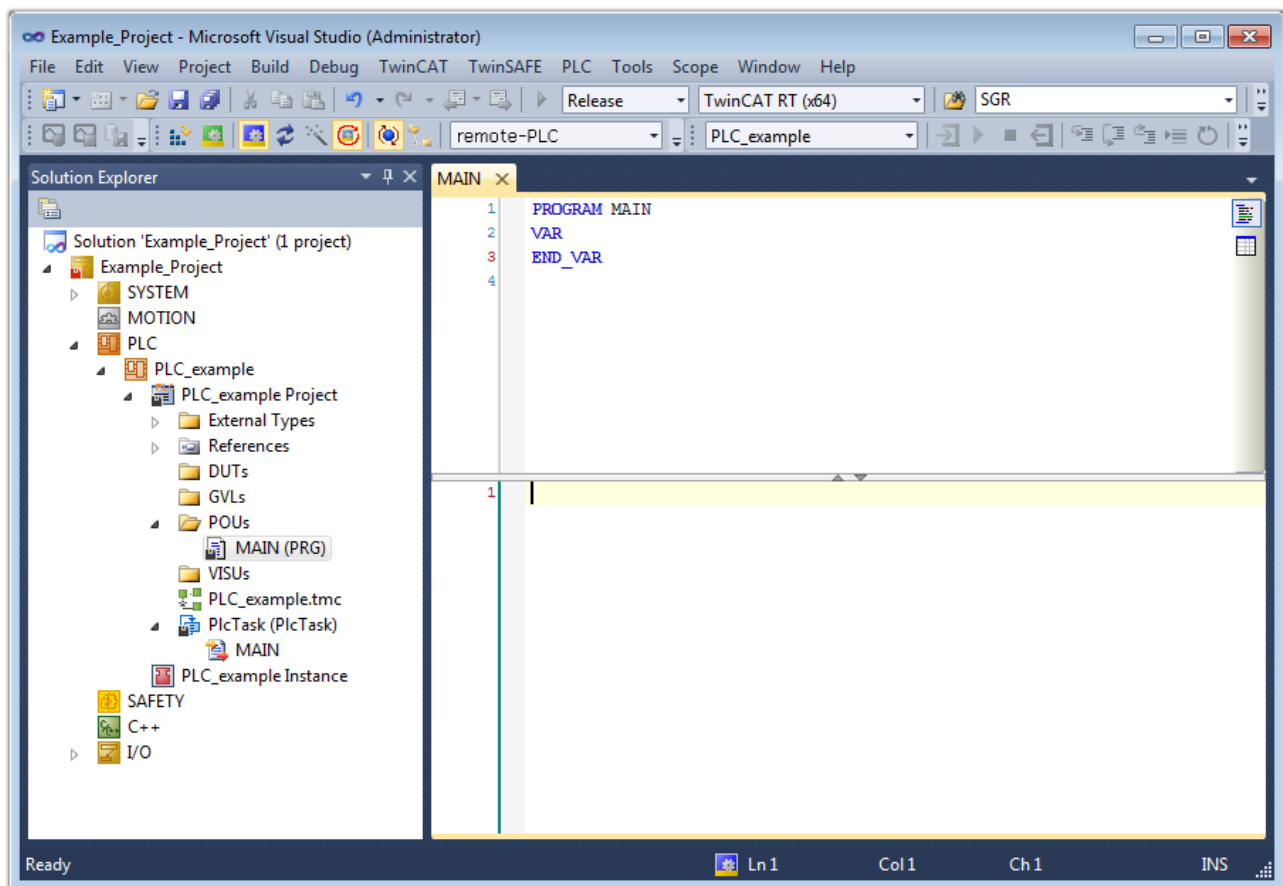 Example_Project - Microsoft Visual Studio (Administrator)
File Edit View Project Build Debug TwinCAT TwinSAFE PLC Tools Scope Window Help
Release TwinCAT RT (x64) SGR
remote-PLC PLC_example
Solution Explorer
MAIN
Solution 'Example_Project' (1 project)
Example_Project
SYSTEM
MOTION
PLC
PLC_example
PLC_example Project
External Types
References
DUTs
GVLs
POUs
MAIN (PRG)
VISUs
PLC_example.tmc
PlcTask (PlcTask)
MAIN
PLC_example Instance
SAFETY
C++
I/O
1 PROGRAM MAIN
2 VAR
3 END_VAR
4
1
Ready Ln 1 Col 1 Ch 1 INS